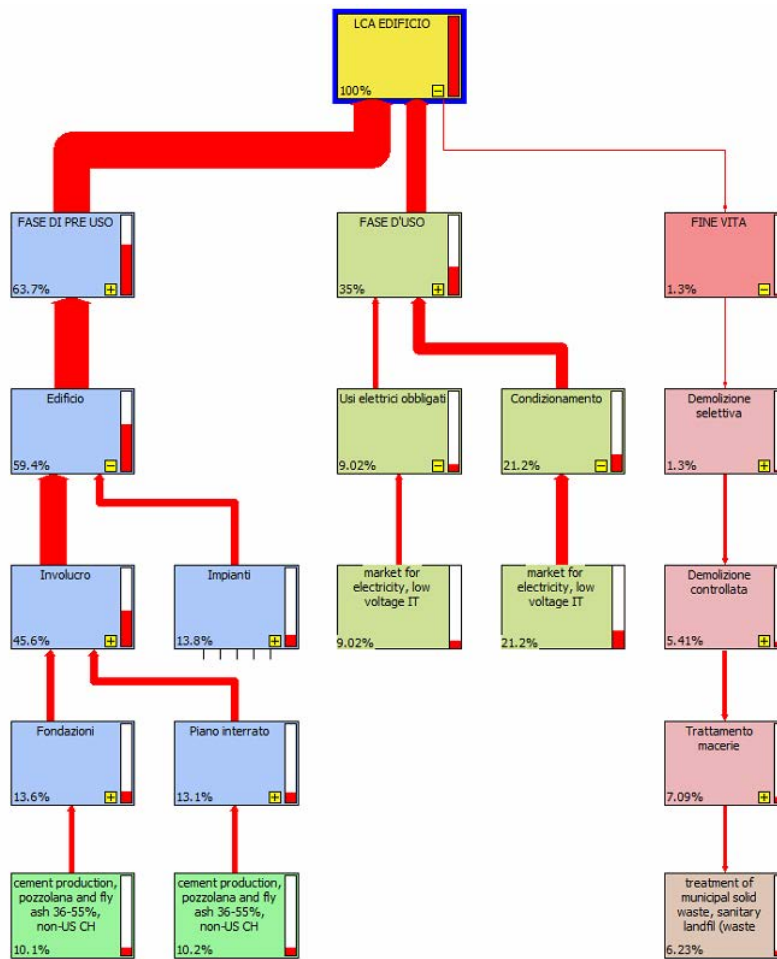 LCA EDIFICIO
100%
FASE DI PRE USO
63.7%
FASE D'USO
35%
FINE VITA
1.3%
Edificio
59.4%
Usi elettrici obbligati
9.02%
Condizionamento
21.2%
Demolizione
selettiva
1.3%
Involucro
45.6%
Impianti
13.8%
market for
electricity, low
voltage IT
9.02%
market for
electricity, low
voltage IT
21.2%
Demolizione
controllata
5.41%
Fondazioni
13.6%
Piano interrato
13.1%
Trattamento
macerie
7.09%
cement production,
pozzolana and fly
ash 36-55%,
non-US CH
10.1%
cement production,
pozzolana and fly
ash 36-55%,
non-US CH
10.2%
treatment of
municipal solid
waste, sanitary
landfil (waste
6.23%